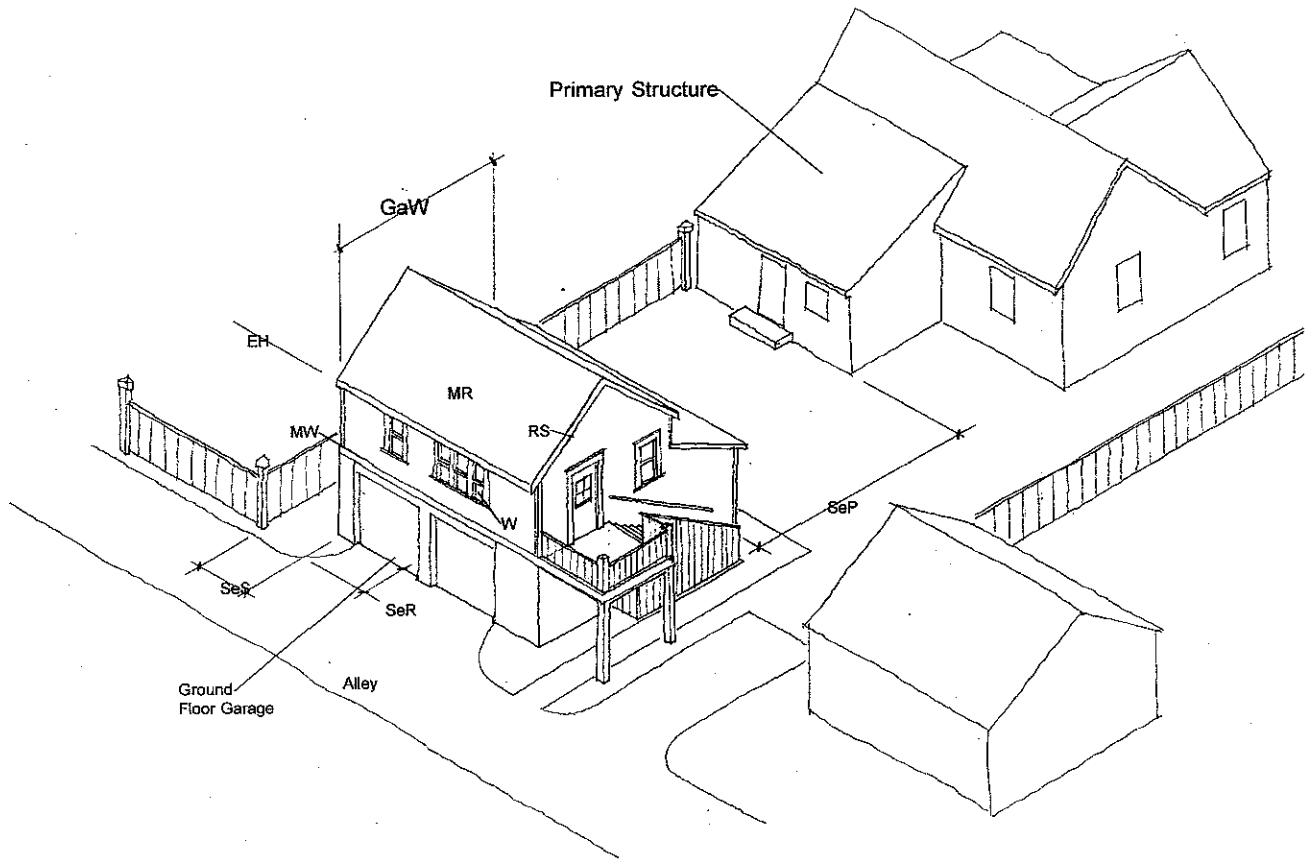 Primary Structure
GaW
EH
MR
MW
RS
W
SeP
SeS
SeR
Ground
Floor Garage
Alley